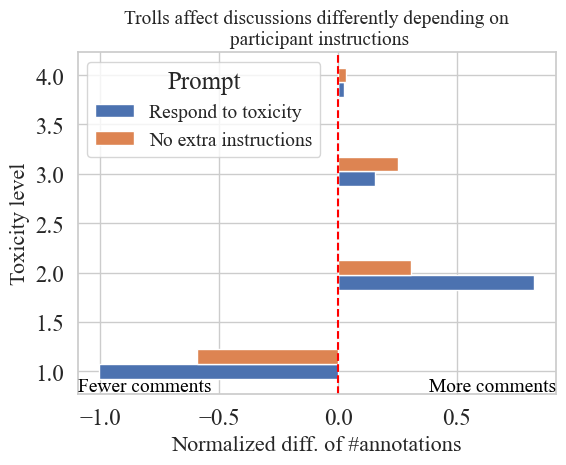 Trolls affect discussions differently depending on
participant instructions
Prompt
Respond to toxicity
No extra instructions
Toxicity level
4.0
3.5
3.0
2.5
2.0
1.5
1.0
Fewer comments
More comments
−1.0
−0.5
0.0
0.5
Normalized diff. of #annotations